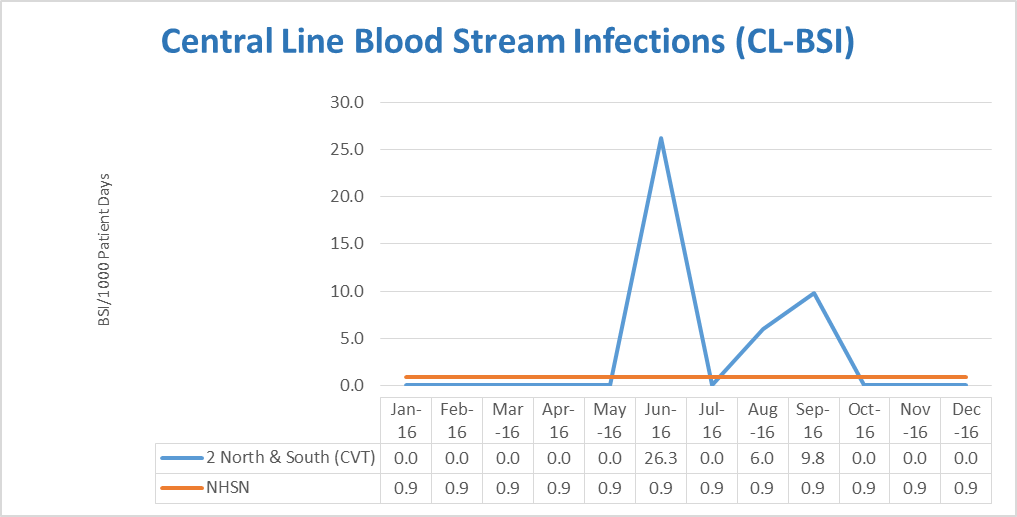 Central Line Blood Stream Infections (CL-BSI)
BSI/1000 Patient Days
30.0
25.0
20.0
15.0
10.0
5.0
0.0
Jan-16 Feb-16 Mar-16 Apr-16 May-16 Jun-16 Jul-16 Aug-16 Sep-16 Oct-16 Nov-16 Dec-16
2 North & South (CVT) 0.0 0.0 0.0 0.0 0.0 26.3 0.0 6.0 9.8 0.0 0.0 0.0
NHSN 0.9 0.9 0.9 0.9 0.9 0.9 0.9 0.9 0.9 0.9 0.9 0.9